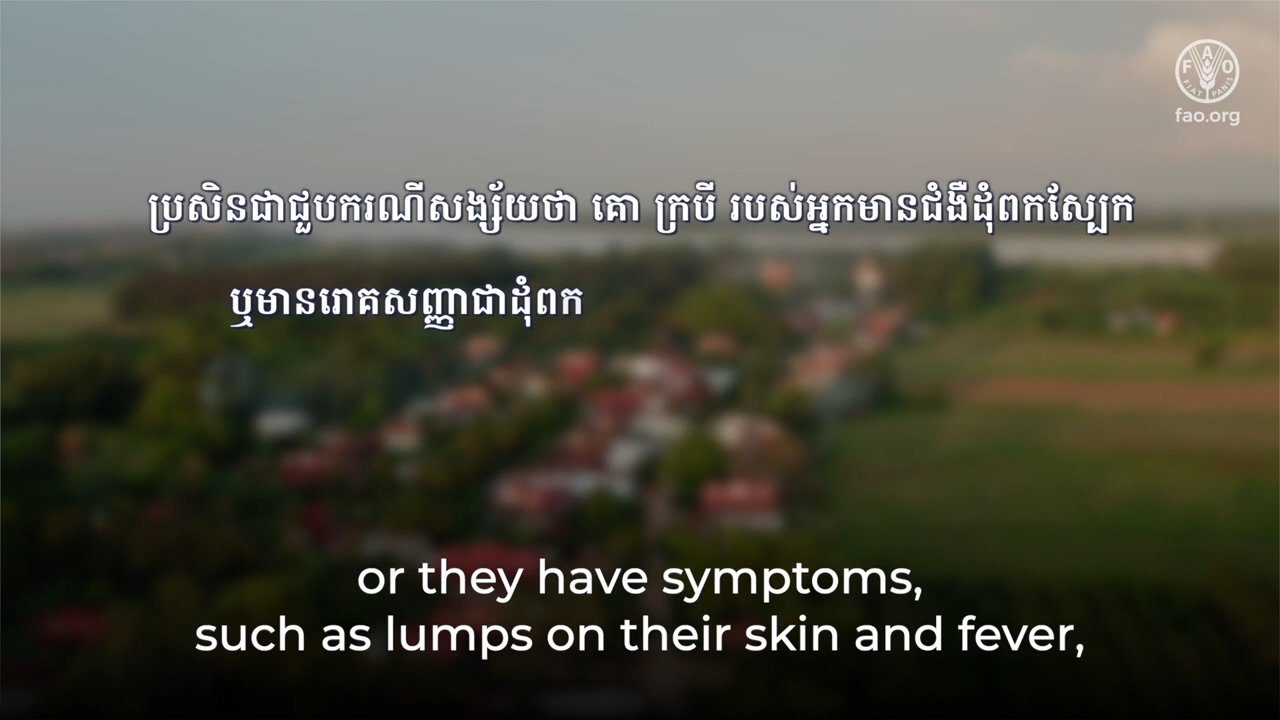 FAO
FIAT PANIS
fao.org
ប្រសិនជាជួបករណីសង្ស័យថា គោ ក្របី របស់អ្នកមានជំងឺដុំពកស្បែក
ឬមានរោគសញ្ញាជាដុំពក
or they have symptoms,
such as lumps on their skin and fever,